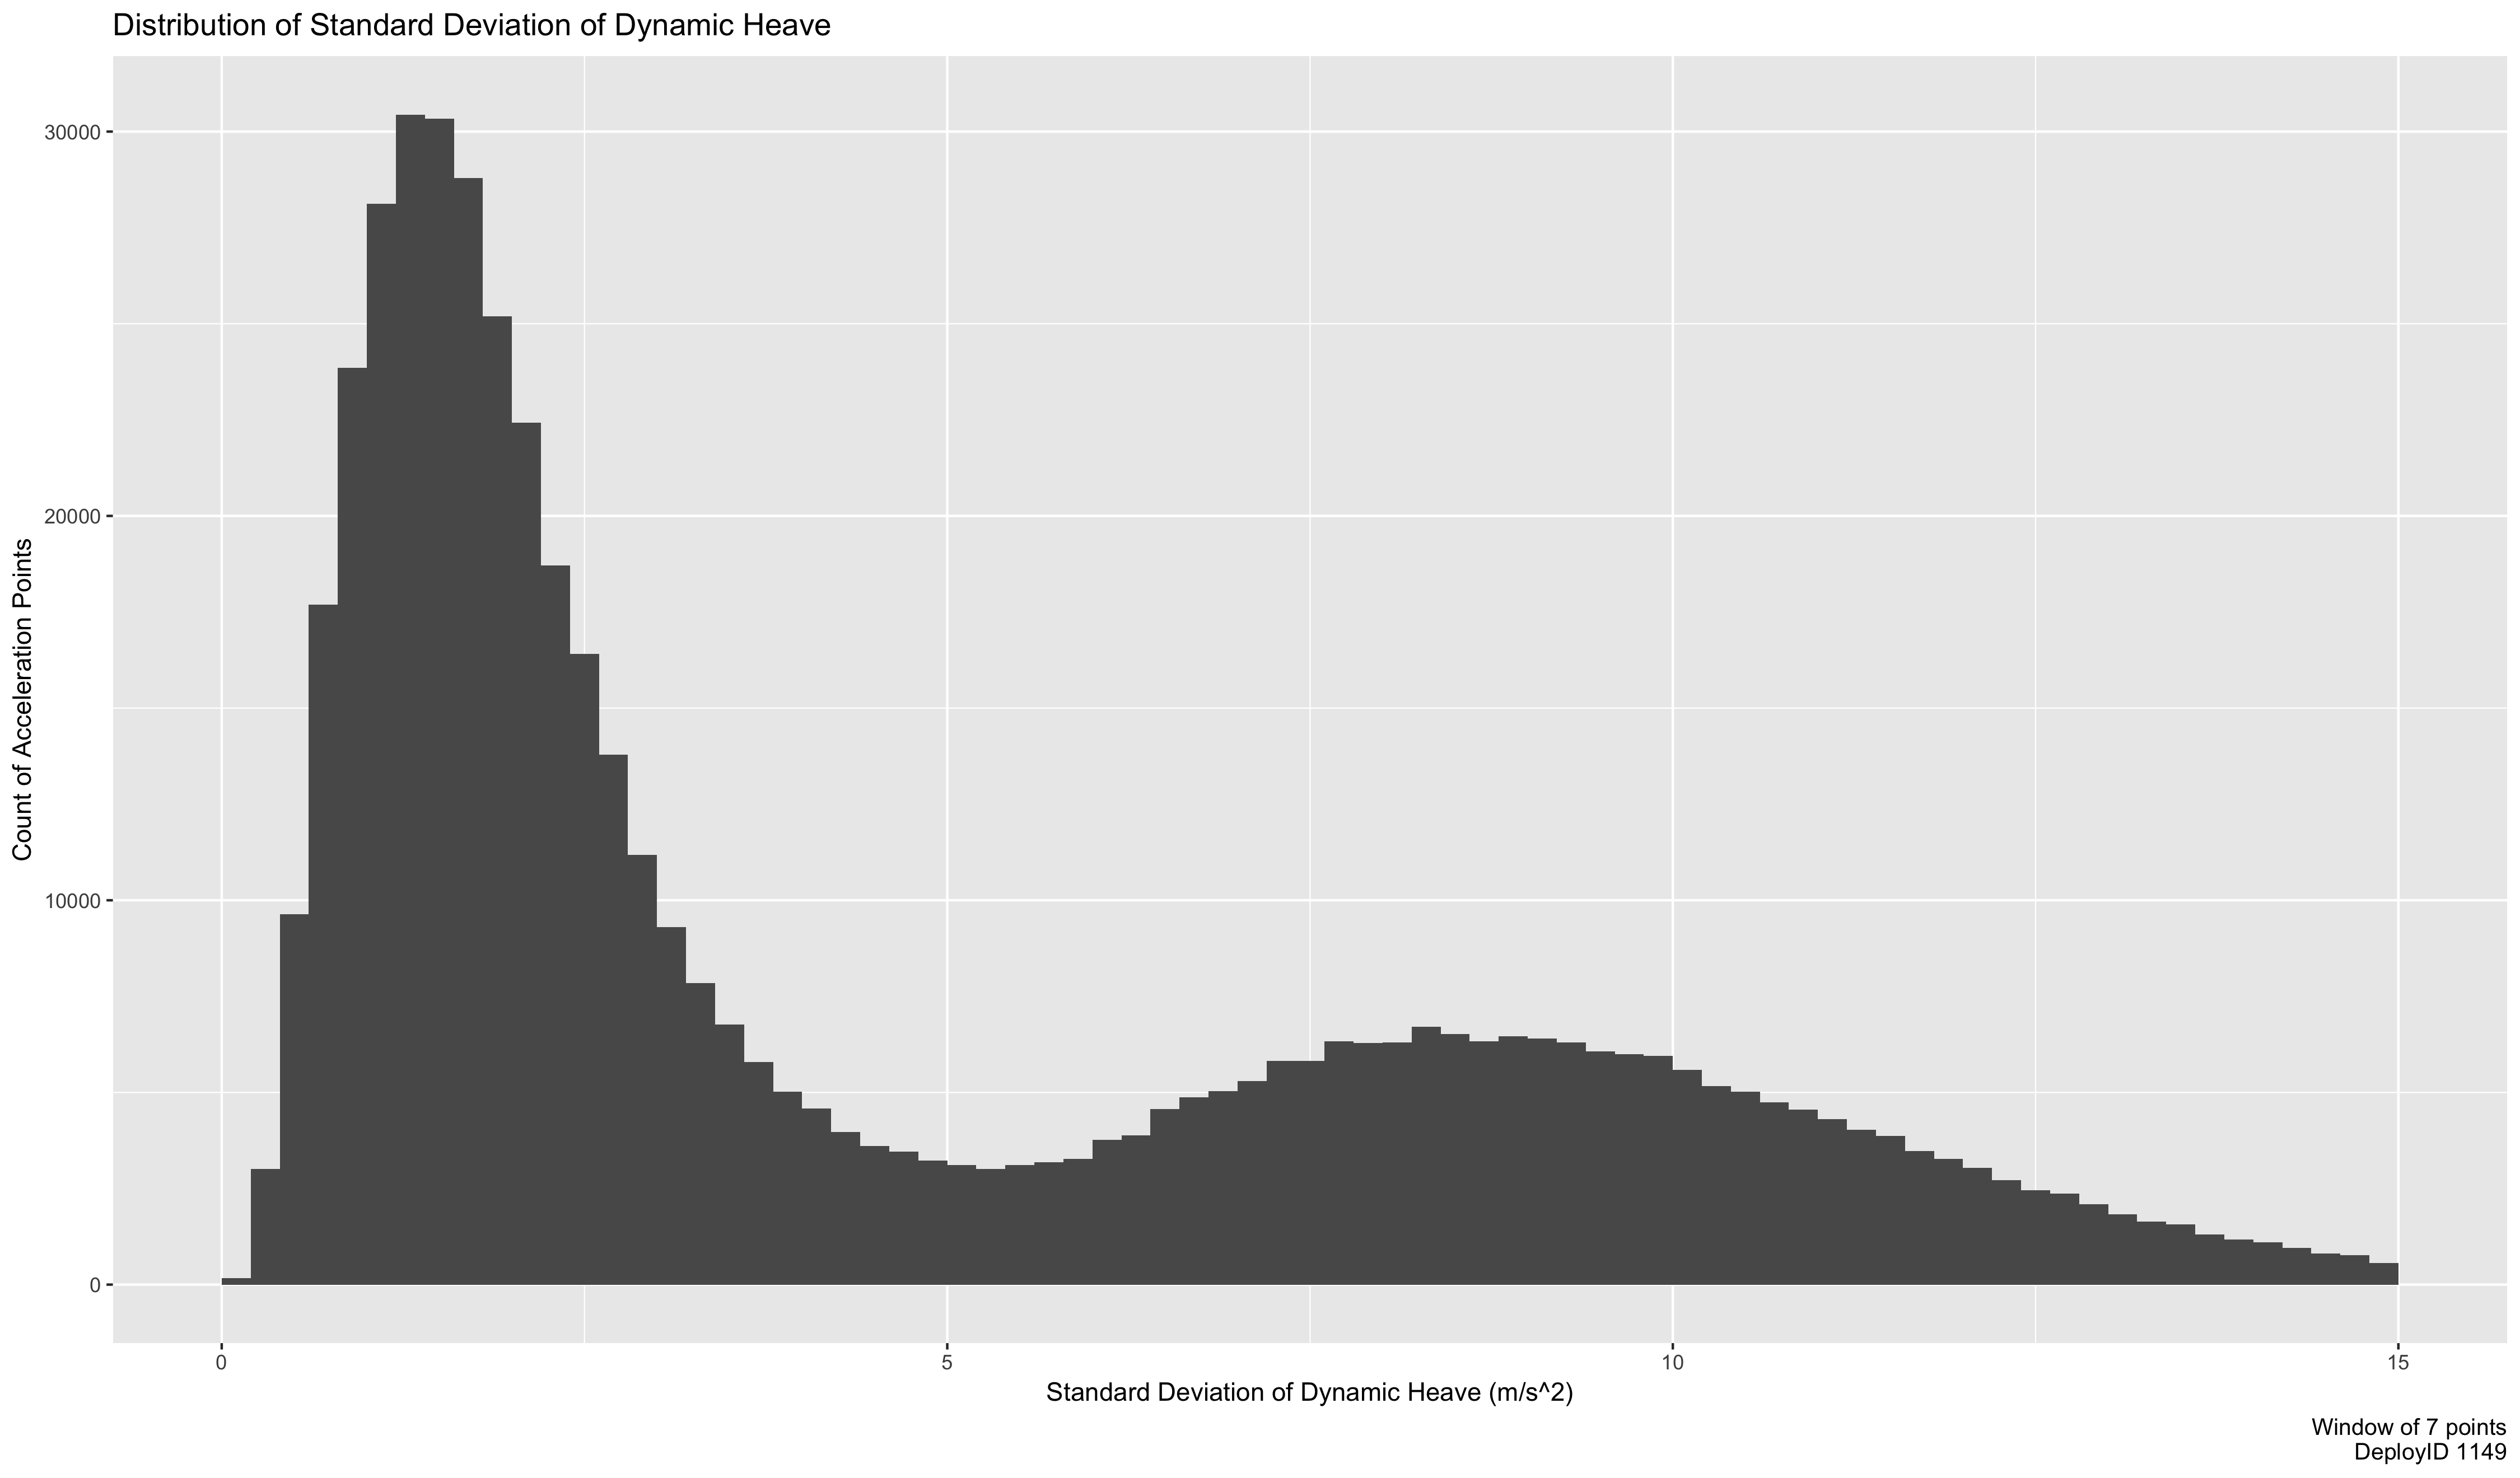 Distribution of Standard Deviation of Dynamic Heave
30000
20000
10000
0
Count of Acceleration Points
0
5
10
15
Standard Deviation of Dynamic Heave (m/s^2)
Window of 7 points
DeployID 1149